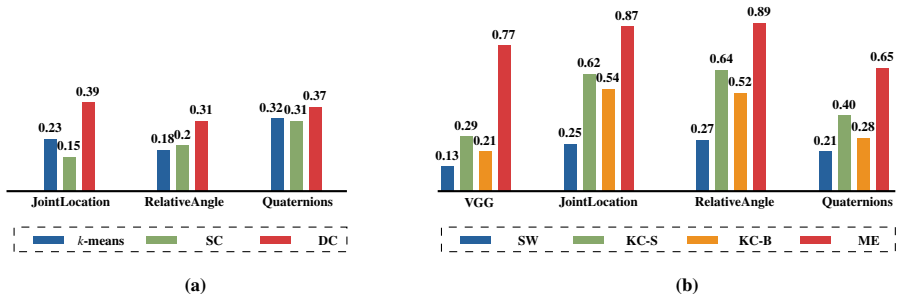 0.23 0.15 0.39 0.18 0.2 0.31 0.32 0.31 0.37
JointLocation RelativeAngle Quaternions
k-means SC DC
(a)
0.13 0.29 0.21 0.77 0.25 0.62 0.54 0.87 0.27 0.64 0.52 0.89 0.21 0.40 0.28 0.65
VGG JointLocation RelativeAngle Quaternions
SW KC-S KC-B ME
(b)